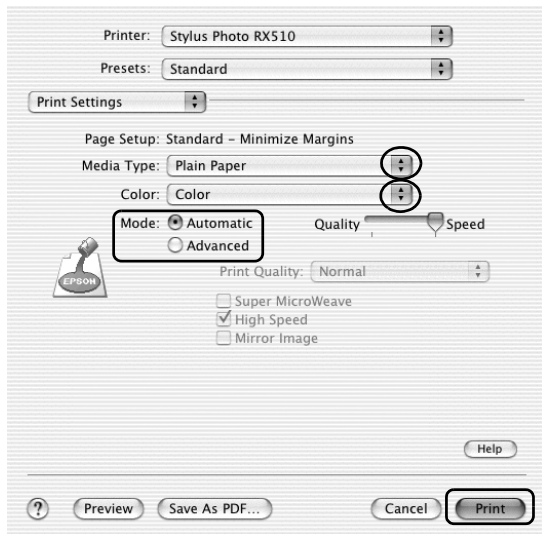 Printer: Stylus Photo RX510
Presets: Standard
Print Settings
Page Setup: Standard – Minimize Margins
Media Type: Plain Paper
Color: Color
Mode: Automatic Quality Speed
Advanced
EPSON
Print Quality: Normal
Super MicroWeave
High Speed
Mirror Image
Help
? Preview Save As PDF... Cancel Print